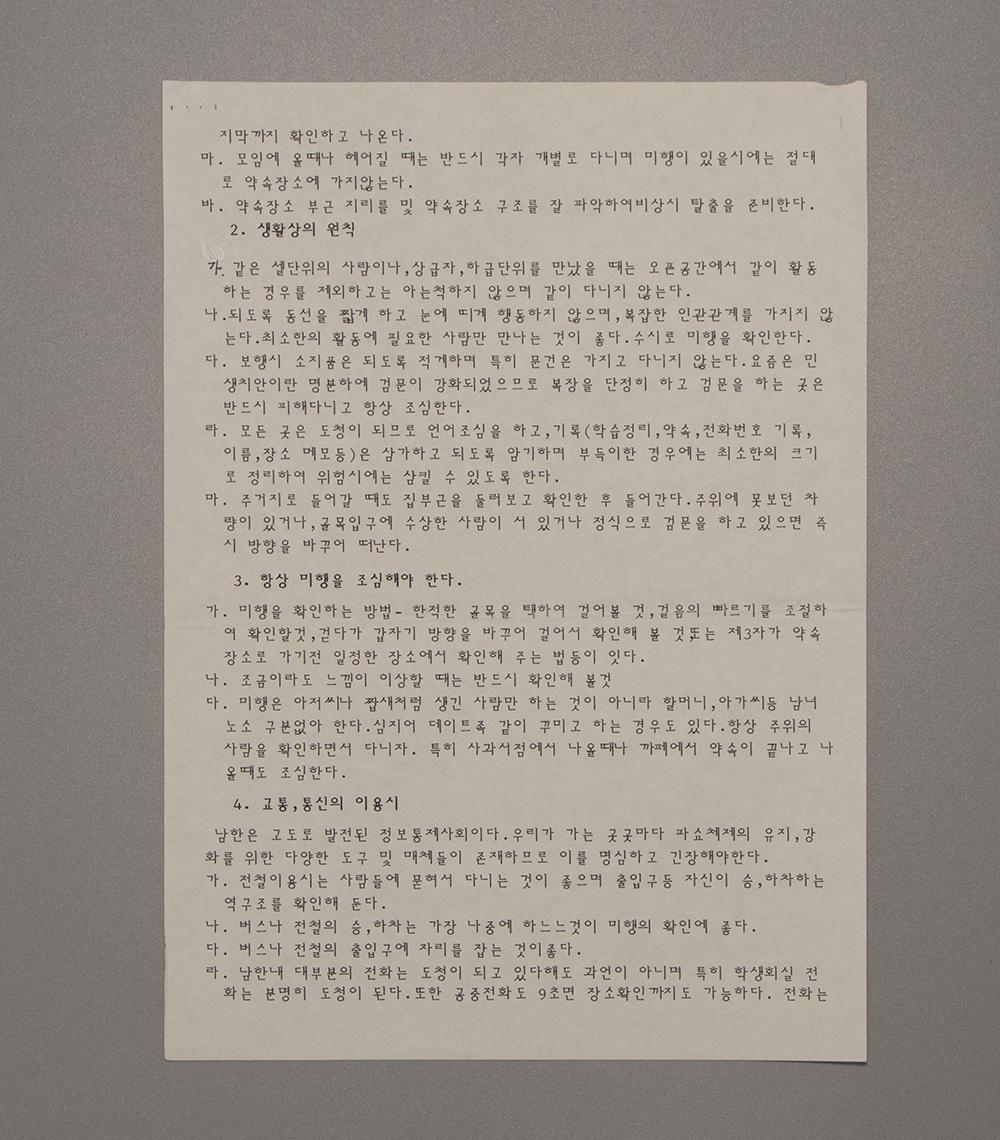 지막까지 확인하고 나온다.
마. 모임에 올때나 헤어질 때는 반드시 각자 개별로 다니며 미행이 있을시에는 절대
로 약속장소에 가지않는다.
바. 약속장소 부근 지리를 및 약속장소 구조를 잘 파악하여비상시 탈출을 준비한다.
2. 생활상의 원칙
가. 같은 셀단위의 사람이나,상급자,하급단위를 만났을 때는 오픈공간에서 같이 활동
하는 경우를 제외하고는 아는척하지 않으며 같이 다니지 않는다.
나.되도록 동선을 짧게 하고 눈에 띠게 행동하지 않으며,복잡한 인관관계를 가지지 않
는다.최소한의 활동에 필요한 사람만 만나는 것이 좋다.수시로 미행을 확인한다.
다. 보행시 소지품은 되도록 적게하며 특히 문건은 가지고 다니지 않는다.요즘은 민
생치안이란 명분하에 검문이 강화되었으므로 복장을 단정히 하고 검문을 하는 곳은
반드시 피해다니고 항상 조심한다.
라. 모든 곳은 도청이 되므로 언어조심을 하고,기록(학습정리,약속,전화번호 기록,
이름,장소 메모등)은 삼가하고 되도록 암기하며 부득이한 경우에는 최소한의 크기
로 정리하여 위험시에는 삼킬 수 있도록 한다.
마. 주거지로 들어갈 때도 집부근을 둘러보고 확인한 후 들어간다.주위에 못보던 차
량이 있거나,골목입구에 수상한 사람이 서 있거나 정식으로 검문을 하고 있으면 즉
시 방향을 바꾸어 떠난다.
3. 항상 미행을 조심해야 한다.
가. 미행을 확인하는 방법- 한적한 골목을 택하여 걸어볼 것,걸음의 빠르기를 조절하
여 확인할것,걷다가 갑자기 방향을 바꾸어 걸어서 확인해 볼 것,또는 제3자가 약속
장소로 가기전 일정한 장소에서 확인해 주는 법등이 잇다.
나. 조금이라도 느낌이 이상할 때는 반드시 확인해 볼것
다. 미행은 아저씨나 짭새처럼 생긴 사람만 하는 것이 아니라 할머니,아가씨등 남녀
노소 구분없아 한다.심지어 데이트족 같이 꾸미고 하는 경우도 있다.항상 주위의
사람을 확인하면서 다니자. 특히 사과서점에서 나올때나 까페에서 약속이 끝나고 나
올때도 조심한다.
4. 교통,통신의 이용시
남한은 고도로 발전된 정보통제사회이다.우리가 가는 곳곳마다 파쇼체제의 유지,강
화를 위한 다양한 도구 및 매체들이 존재하므로 이를 명심하고 긴장해야한다.
가. 전철이용시는 사람들에 묻혀서 다니는 것이 좋으며 출입구등 자신이 승,하차하는
역구조를 확인해 둔다.
나. 버스나 전철의 승,하차는 가장 나중에 하느느것이 미행의 확인에 좋다.
다. 버스나 전철의 출입구에 자리를 잡는 것이좋다.
라. 남한내 대부분의 전화는 도청이 되고 있다해도 과언이 아니며 특히 학생회실 전
화는 분명히 도청이 된다.또한 공중전화도 9초면 장소확인까지도 가능하다. 전화는